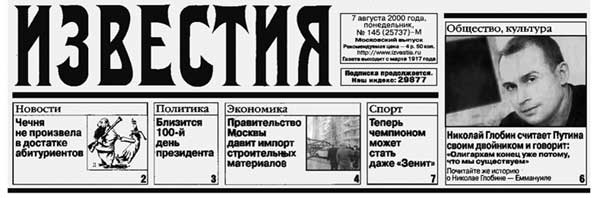 ИЗВЕСТИЯ
7 августа 2000 года,
понедельник,
№ 145 (25737)–М
Московский выпуск
Рекомендуемая цена — 4 р. 50 коп.
http://www.izvestia.ru
Газета выходит с марта 1917 года
Подписка продолжается.
Наш индекс: 29877
Общество, культура
Николай Глобин считает Путина
своим двойником и говорит:
«Олигархам конец уже потому,
что мы существуем»
Почитайте же историю
о Николае Глобине — Еммануиле
6
Новости
Чечня
не произвела
в достатке
абитуриентов
2
Политика
Близится
100-й
день
президента
3
Экономика
Правительство
Москвы
давит импорт
строительных
материалов
4
Спорт
Теперь
чемпионом
может
стать
даже «Зенит»
7